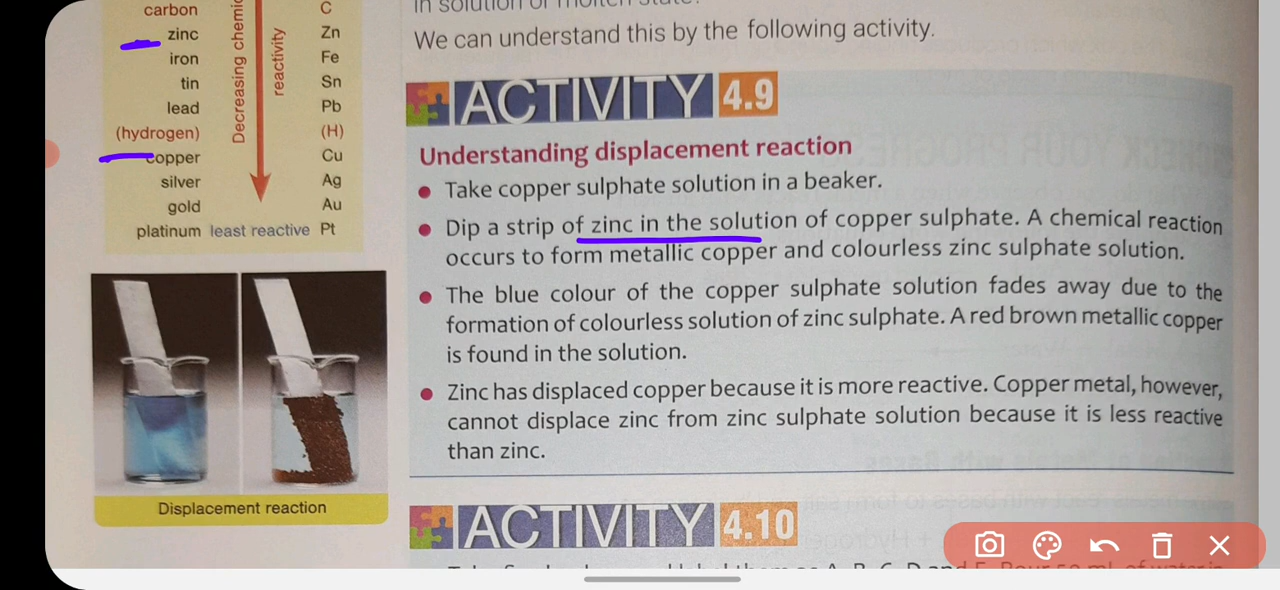 carbon C
zinc Zn
iron Fe
tin Sn
lead Pb
(hydrogen) (H)
copper Cu
silver Ag
gold Au
platinum least reactive Pt
Decreasing
reactivity
Displacement reaction
We can understand this by the following activity.
ACTIVITY 4.9
Understanding displacement reaction
• Take copper sulphate solution in a beaker.
• Dip a strip of zinc in the solution of copper sulphate. A chemical reaction
occurs to form metallic copper and colourless zinc sulphate solution.
• The blue colour of the copper sulphate solution fades away due to the
formation of colourless solution of zinc sulphate. A red brown metallic copper
is found in the solution.
• Zinc has displaced copper because it is more reactive. Copper metal, however,
cannot displace zinc from zinc sulphate solution because it is less reactive
than zinc.
ACTIVITY 4.10